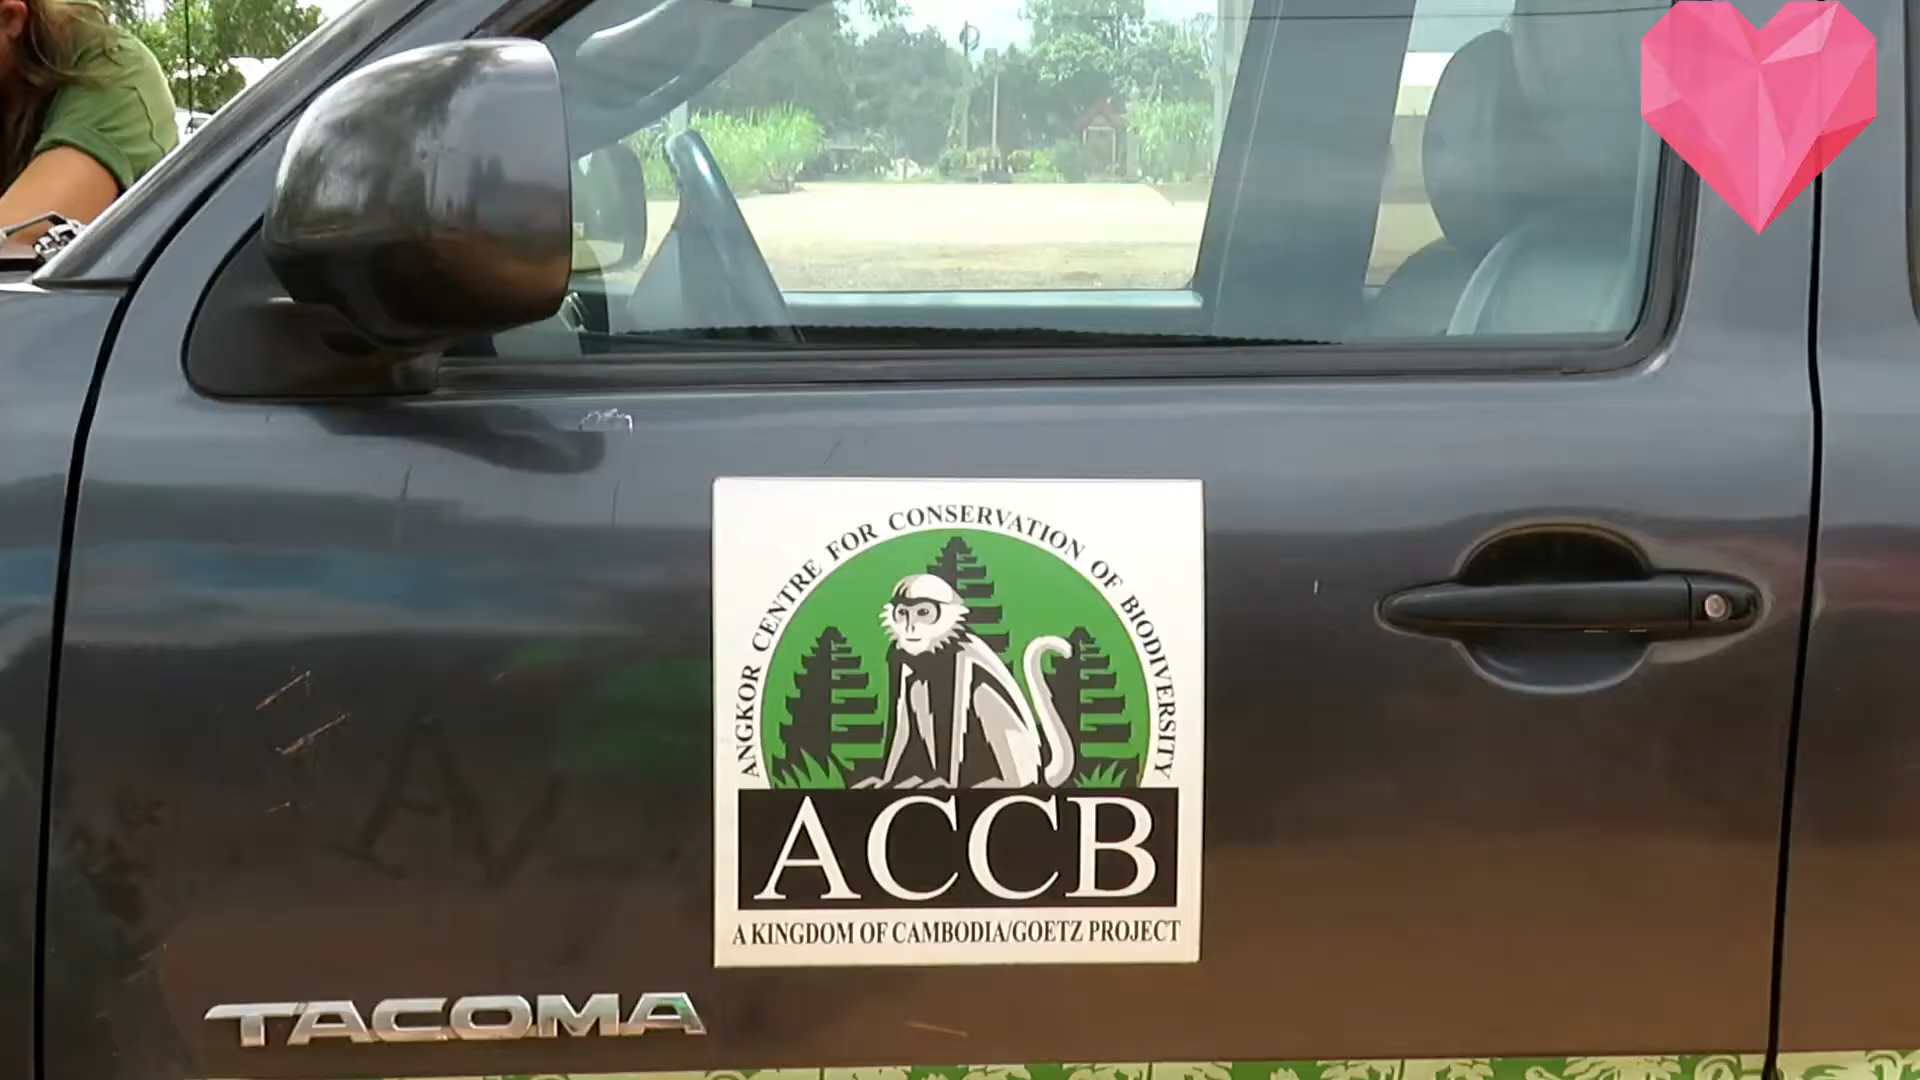 ANGKOR CENTRE FOR CONSERVATION OF BIODIVERSITY
ACCB
A KINGDOM OF CAMBODIA/GOETZ PROJECT
TACOMA